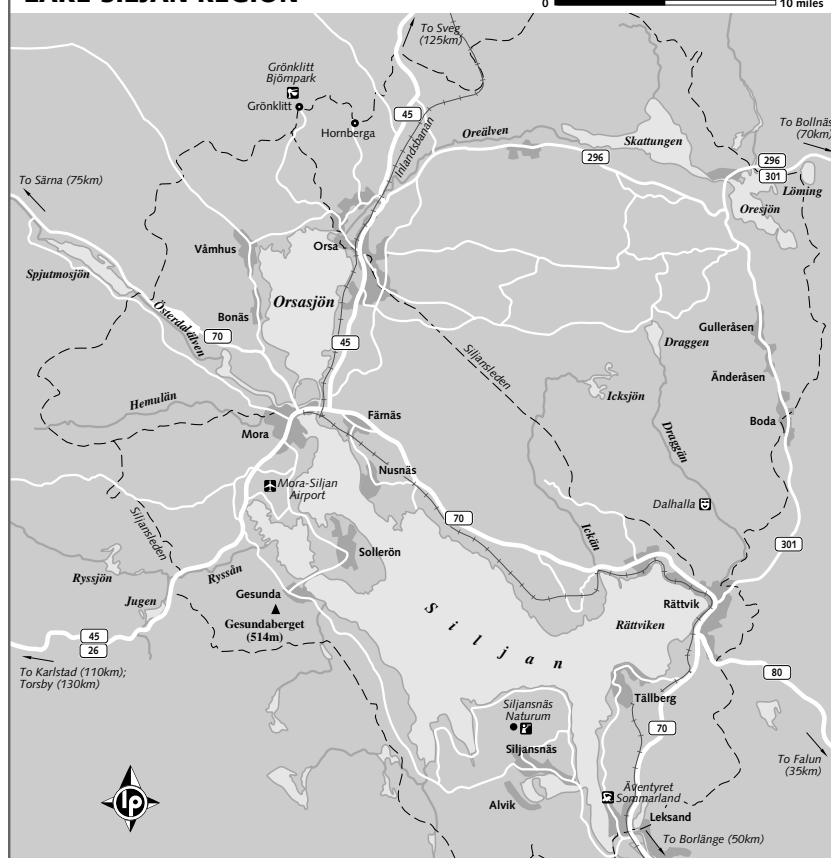 LAKE SILJAN REGION
0 10 miles
To Sveg
(125km)
Grönklitt
Björnpark
Grönklitt
Hornberga
45
Inlandsbanan
Oreälven
Skattungen
296
To Bollnäs
(70km)
296
301
Löming
Oresjön
To Särna (75km)
Våmhus
Orsa
Spjutmosjön
Orsasjön
Bonäs
Österdalälven
70
45
Gulleråsen
Draggen
Siljansleden
Änderåsen
Icksjön
Hemulån
Färnäs
Boda
Mora
Draggån
Nusnäs
Mora-Siljan
Airport
Dalhalla
70
Siljansleden
Ickån
301
Sollerön
Ryssjön
Ryssån
Gesunda
Rättvik
Jugen
Siljan
Rättviken
Gesundaberget
(514m)
45
26
To Karlstad (110km);
Torsby (130km)
80
Tällberg
Siljansnäs
Naturum
70
Siljansnäs
To Falun
(35km)
Äventyret
Sommarland
Alvik
lp
Leksand
To Borlänge (50km)